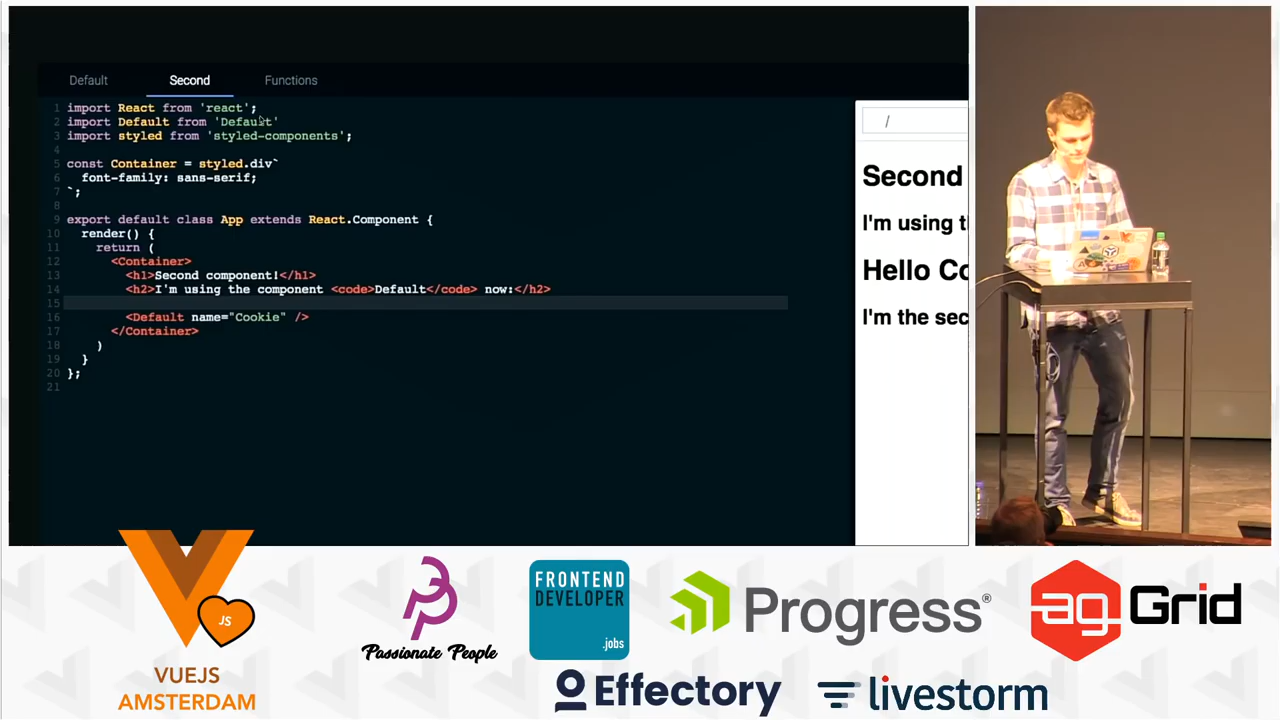 Default Second Functions
1 import React from 'react';
2 import Default from 'Default'
3 import styled from 'styled-components';
4
5 const Container = styled.div`
6 font-family: sans-serif;
7 `;
8
9 export default class App extends React.Component {
10 render() {
11 return (
12 <Container>
13 <h1>Second component!</h1>
14 <h2>I'm using the component <code>Default</code> now:</h2>
15
16 <Default name="Cookie" />
17 </Container>
18 )
19 }
20 };
21
/
Second
I'm using th
Hello Co
I'm the sec
JS
VUEJS
AMSTERDAM
Passionate People
FRONTEND
DEVELOPER
.jobs
Progress®
ag Grid
Effectory
livestorm